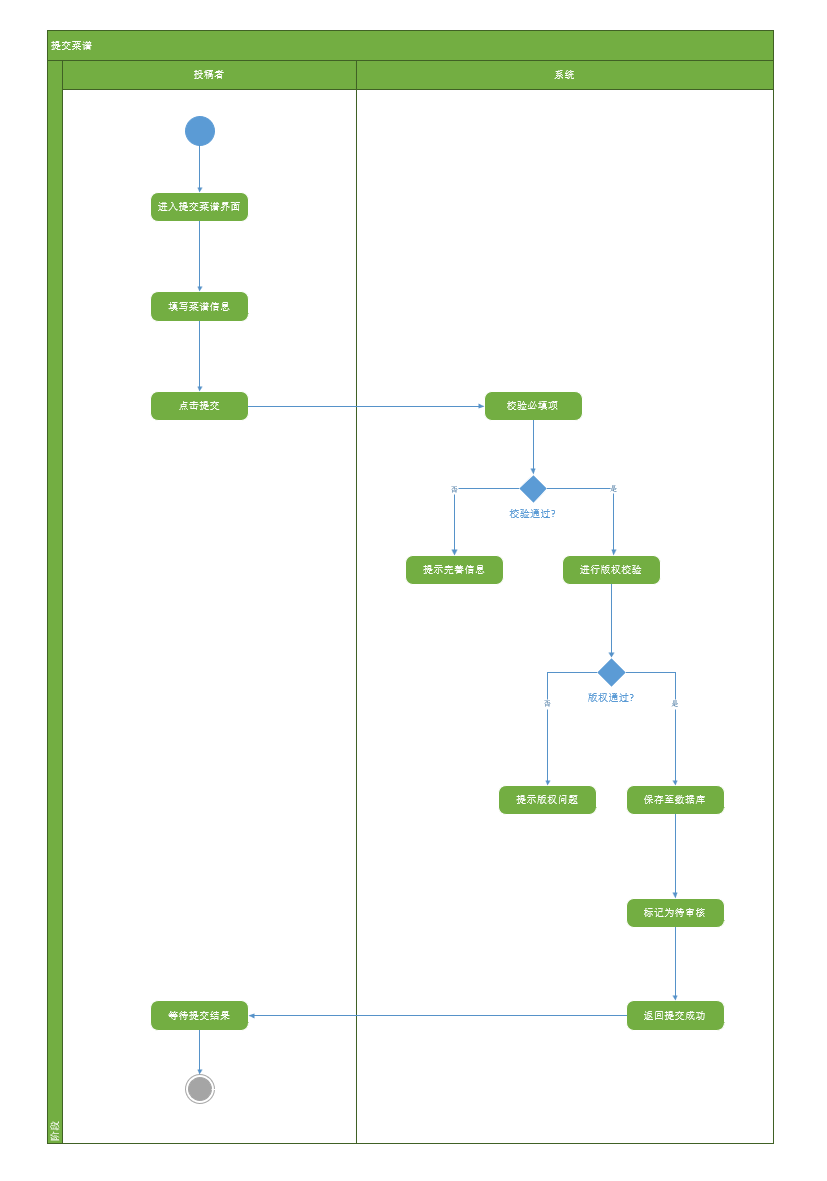 提交菜谱
投稿者
系统
进入提交菜谱界面
填写菜谱信息
点击提交
校验必填项
否
是
校验通过?
提示完善信息
进行版权校验
版权通过?
否
是
提示版权问题
保存至数据库
标记为待审核
等待提交结果
返回提交成功
阶段